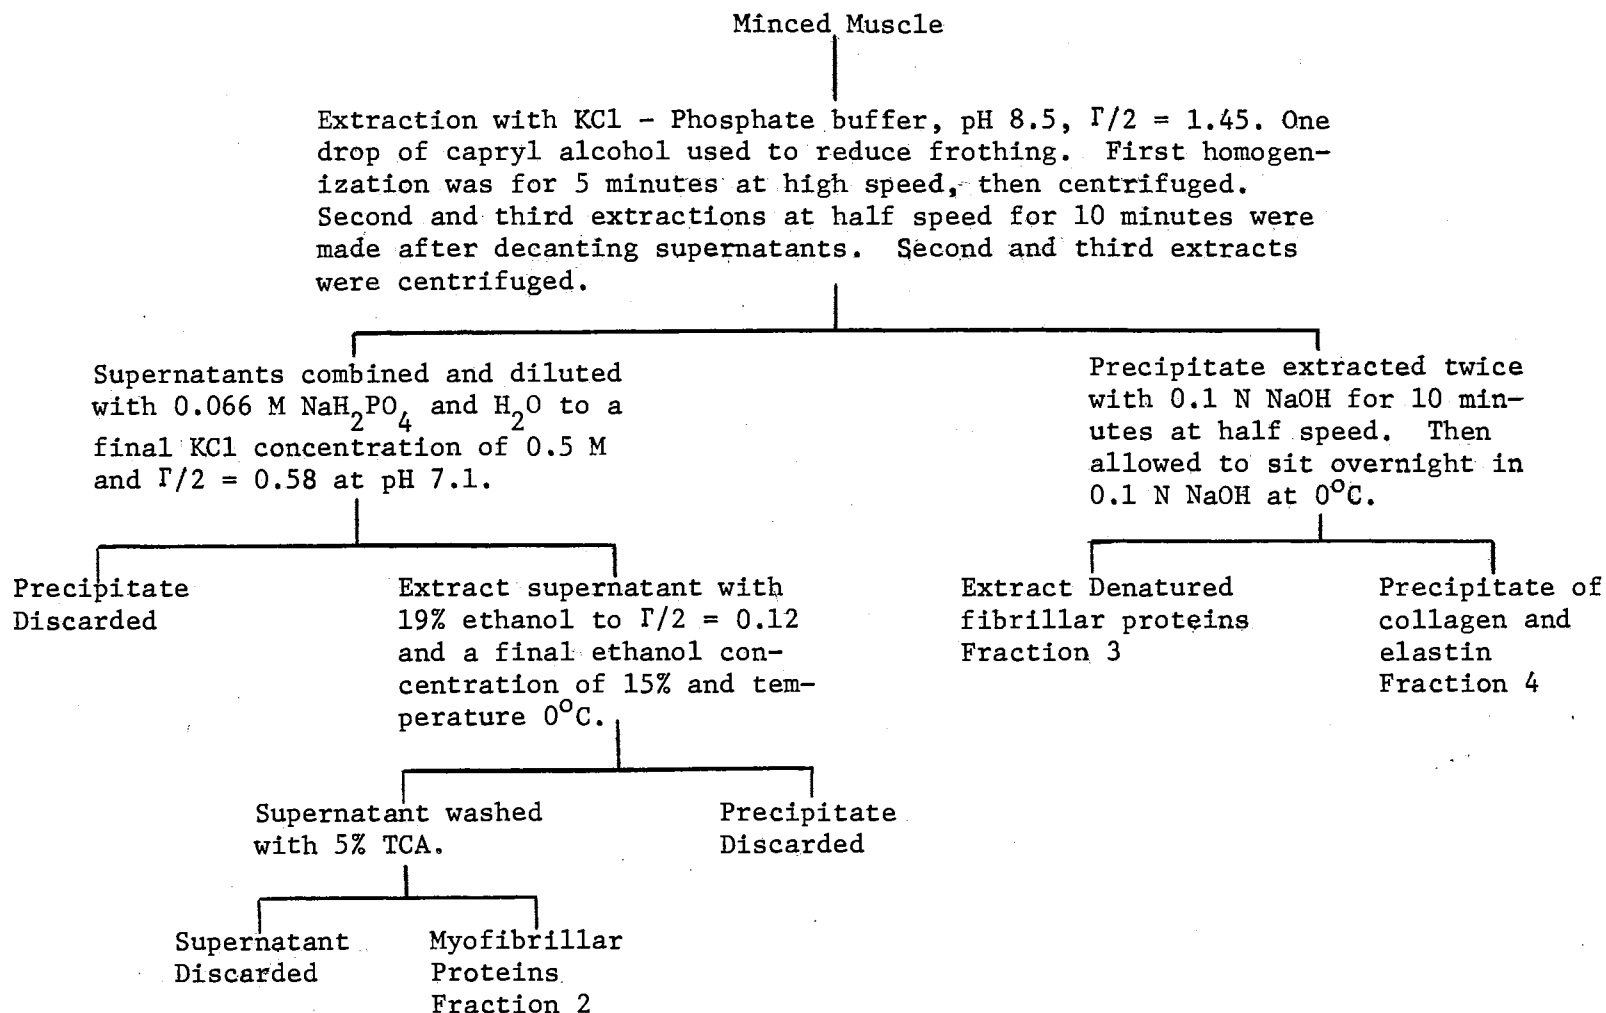 Minced Muscle
Extraction with KCl - Phosphate buffer, pH 8.5, Γ/2 = 1.45. One
drop of capryl alcohol used to reduce frothing. First homogen-
ization was for 5 minutes at high speed, then centrifuged.
Second and third extractions at half speed for 10 minutes were
made after decanting supernatants. Second and third extracts
were centrifuged.
Supernatants combined and diluted
with 0.066 M NaH₂PO₄ and H₂O to a
final KCl concentration of 0.5 M
and Γ/2 = 0.58 at pH 7.1.
Precipitate extracted twice
with 0.1 N NaOH for 10 min-
utes at half speed. Then
allowed to sit overnight in
0.1 N NaOH at 0°C.
Precipitate
Discarded
Extract supernatant with
19% ethanol to Γ/2 = 0.12
and a final ethanol con-
centration of 15% and tem-
perature 0°C.
Extract Denatured
fibrillar proteins
Fraction 3
Precipitate of
collagen and
elastin
Fraction 4
Supernatant washed
with 5% TCA.
Precipitate
Discarded
Supernatant
Discarded
Myofibrillar
Proteins
Fraction 2